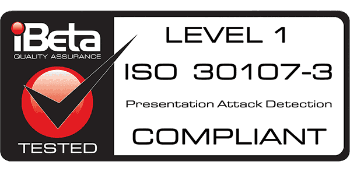 iBeta
QUALITY ASSURANCE
TESTED
LEVEL 1
ISO 30107-3
Presentation Attack Detection
COMPLIANT